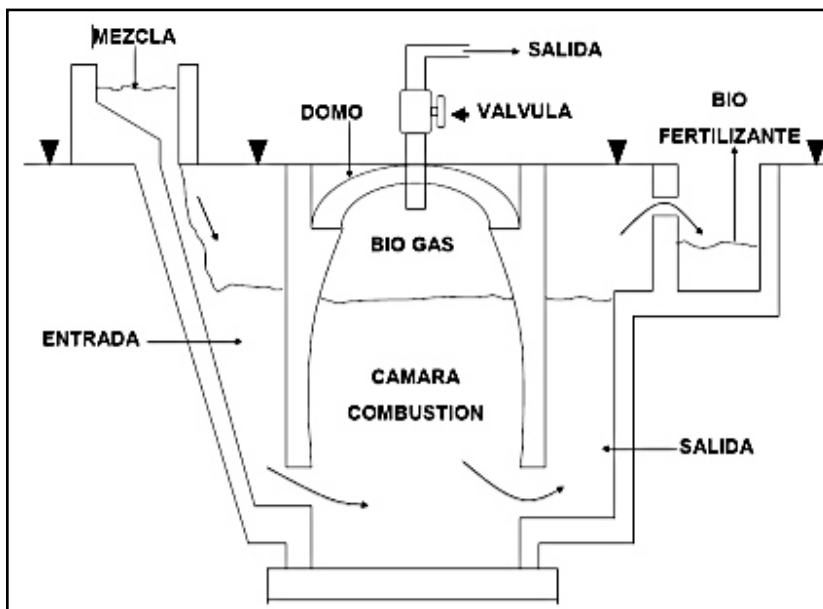 MEZCLA
SALIDA
DOMO
VALVULA
BIO
FERTILIZANTE
BIO GAS
ENTRADA
CAMARA
COMBUSTION
SALIDA